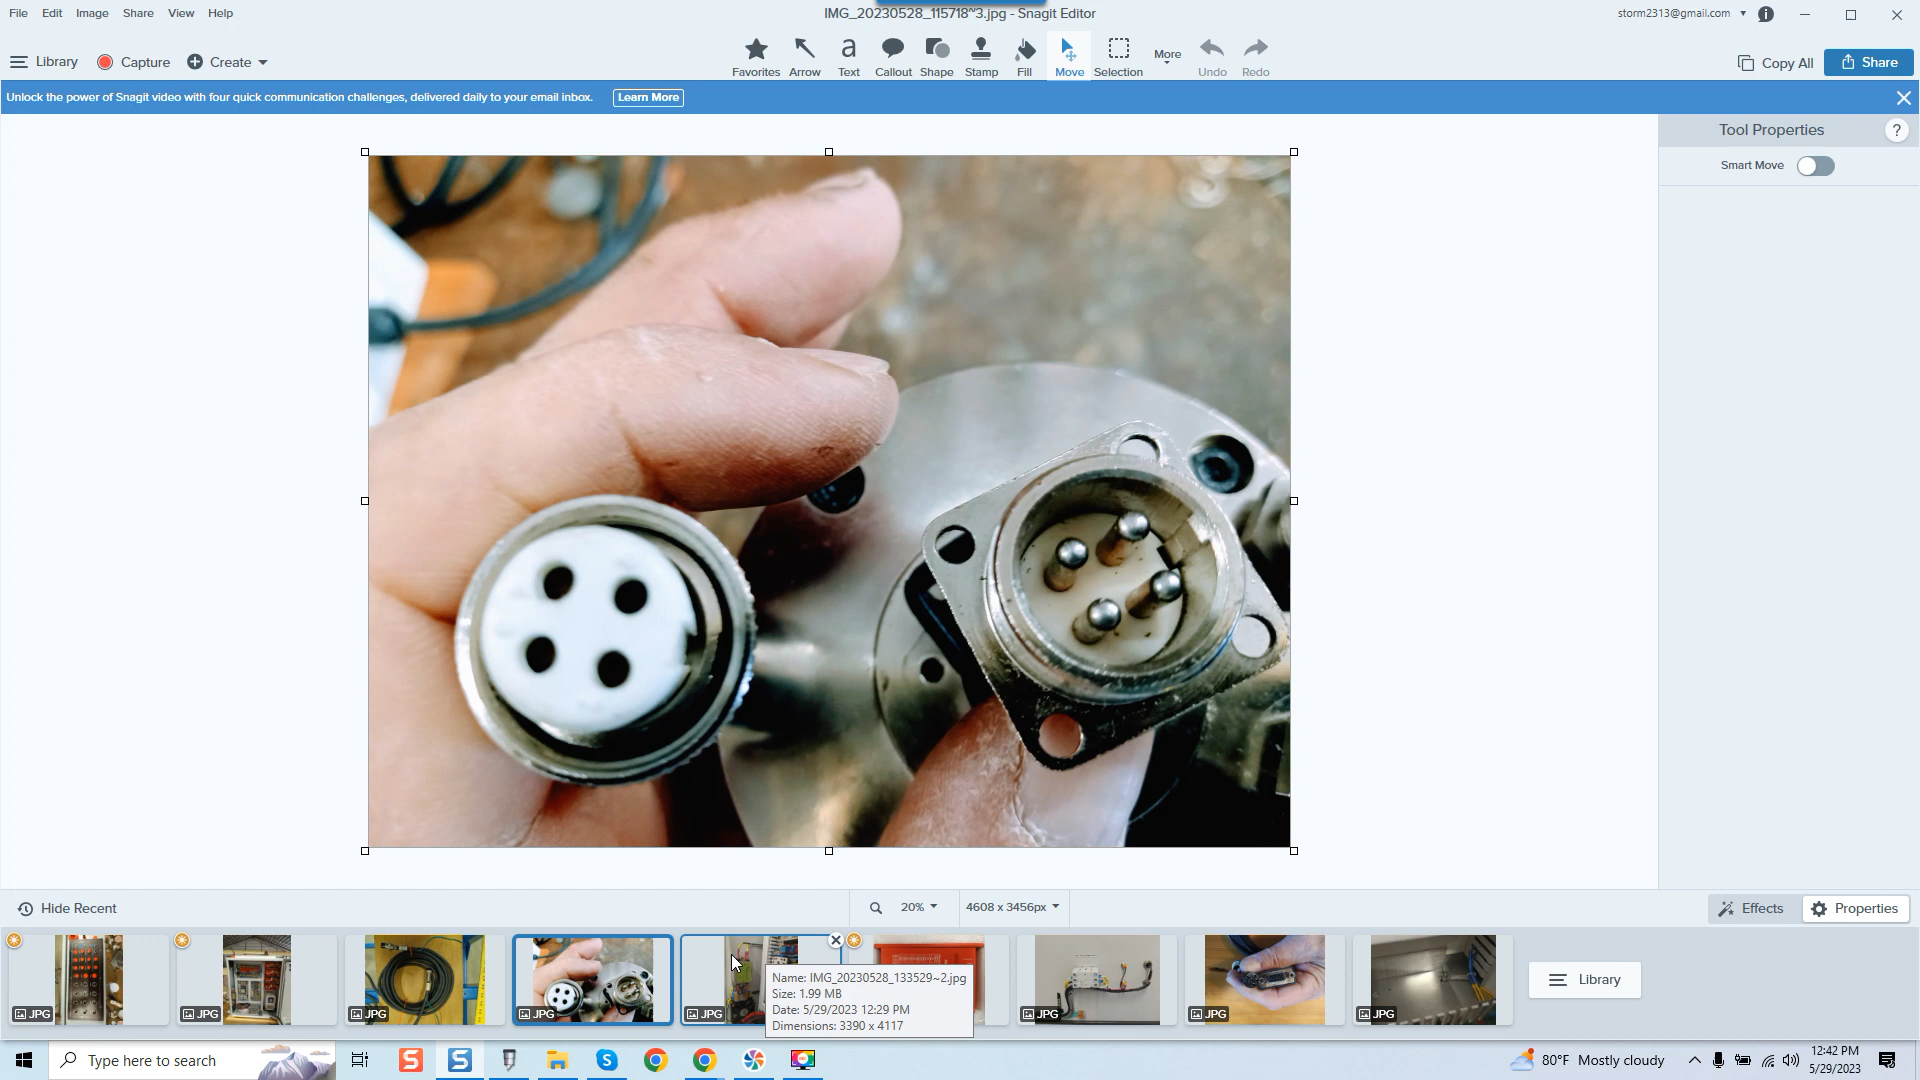 File Edit Image Share View Help
IMG_20230528_115718~3.jpg - Snagit Editor
storm2313@gmail.com
Library Capture Create
Favorites Arrow Text Callout Shape Stamp Fill Move Selection More Undo Redo
Copy All Share
Unlock the power of Snagit video with four quick communication challenges, delivered daily to your email inbox. Learn More
Tool Properties ?
Smart Move
Hide Recent
20% 4608 x 3456px
Effects Properties
JPG JPG JPG JPG JPG JPG JPG JPG
Name: IMG_20230528_133529~2.jpg
Size: 1.99 MB
Date: 5/29/2023 12:29 PM
Dimensions: 3390 x 4117
Library
Type here to search
80°F Mostly cloudy
12:42 PM
5/29/2023